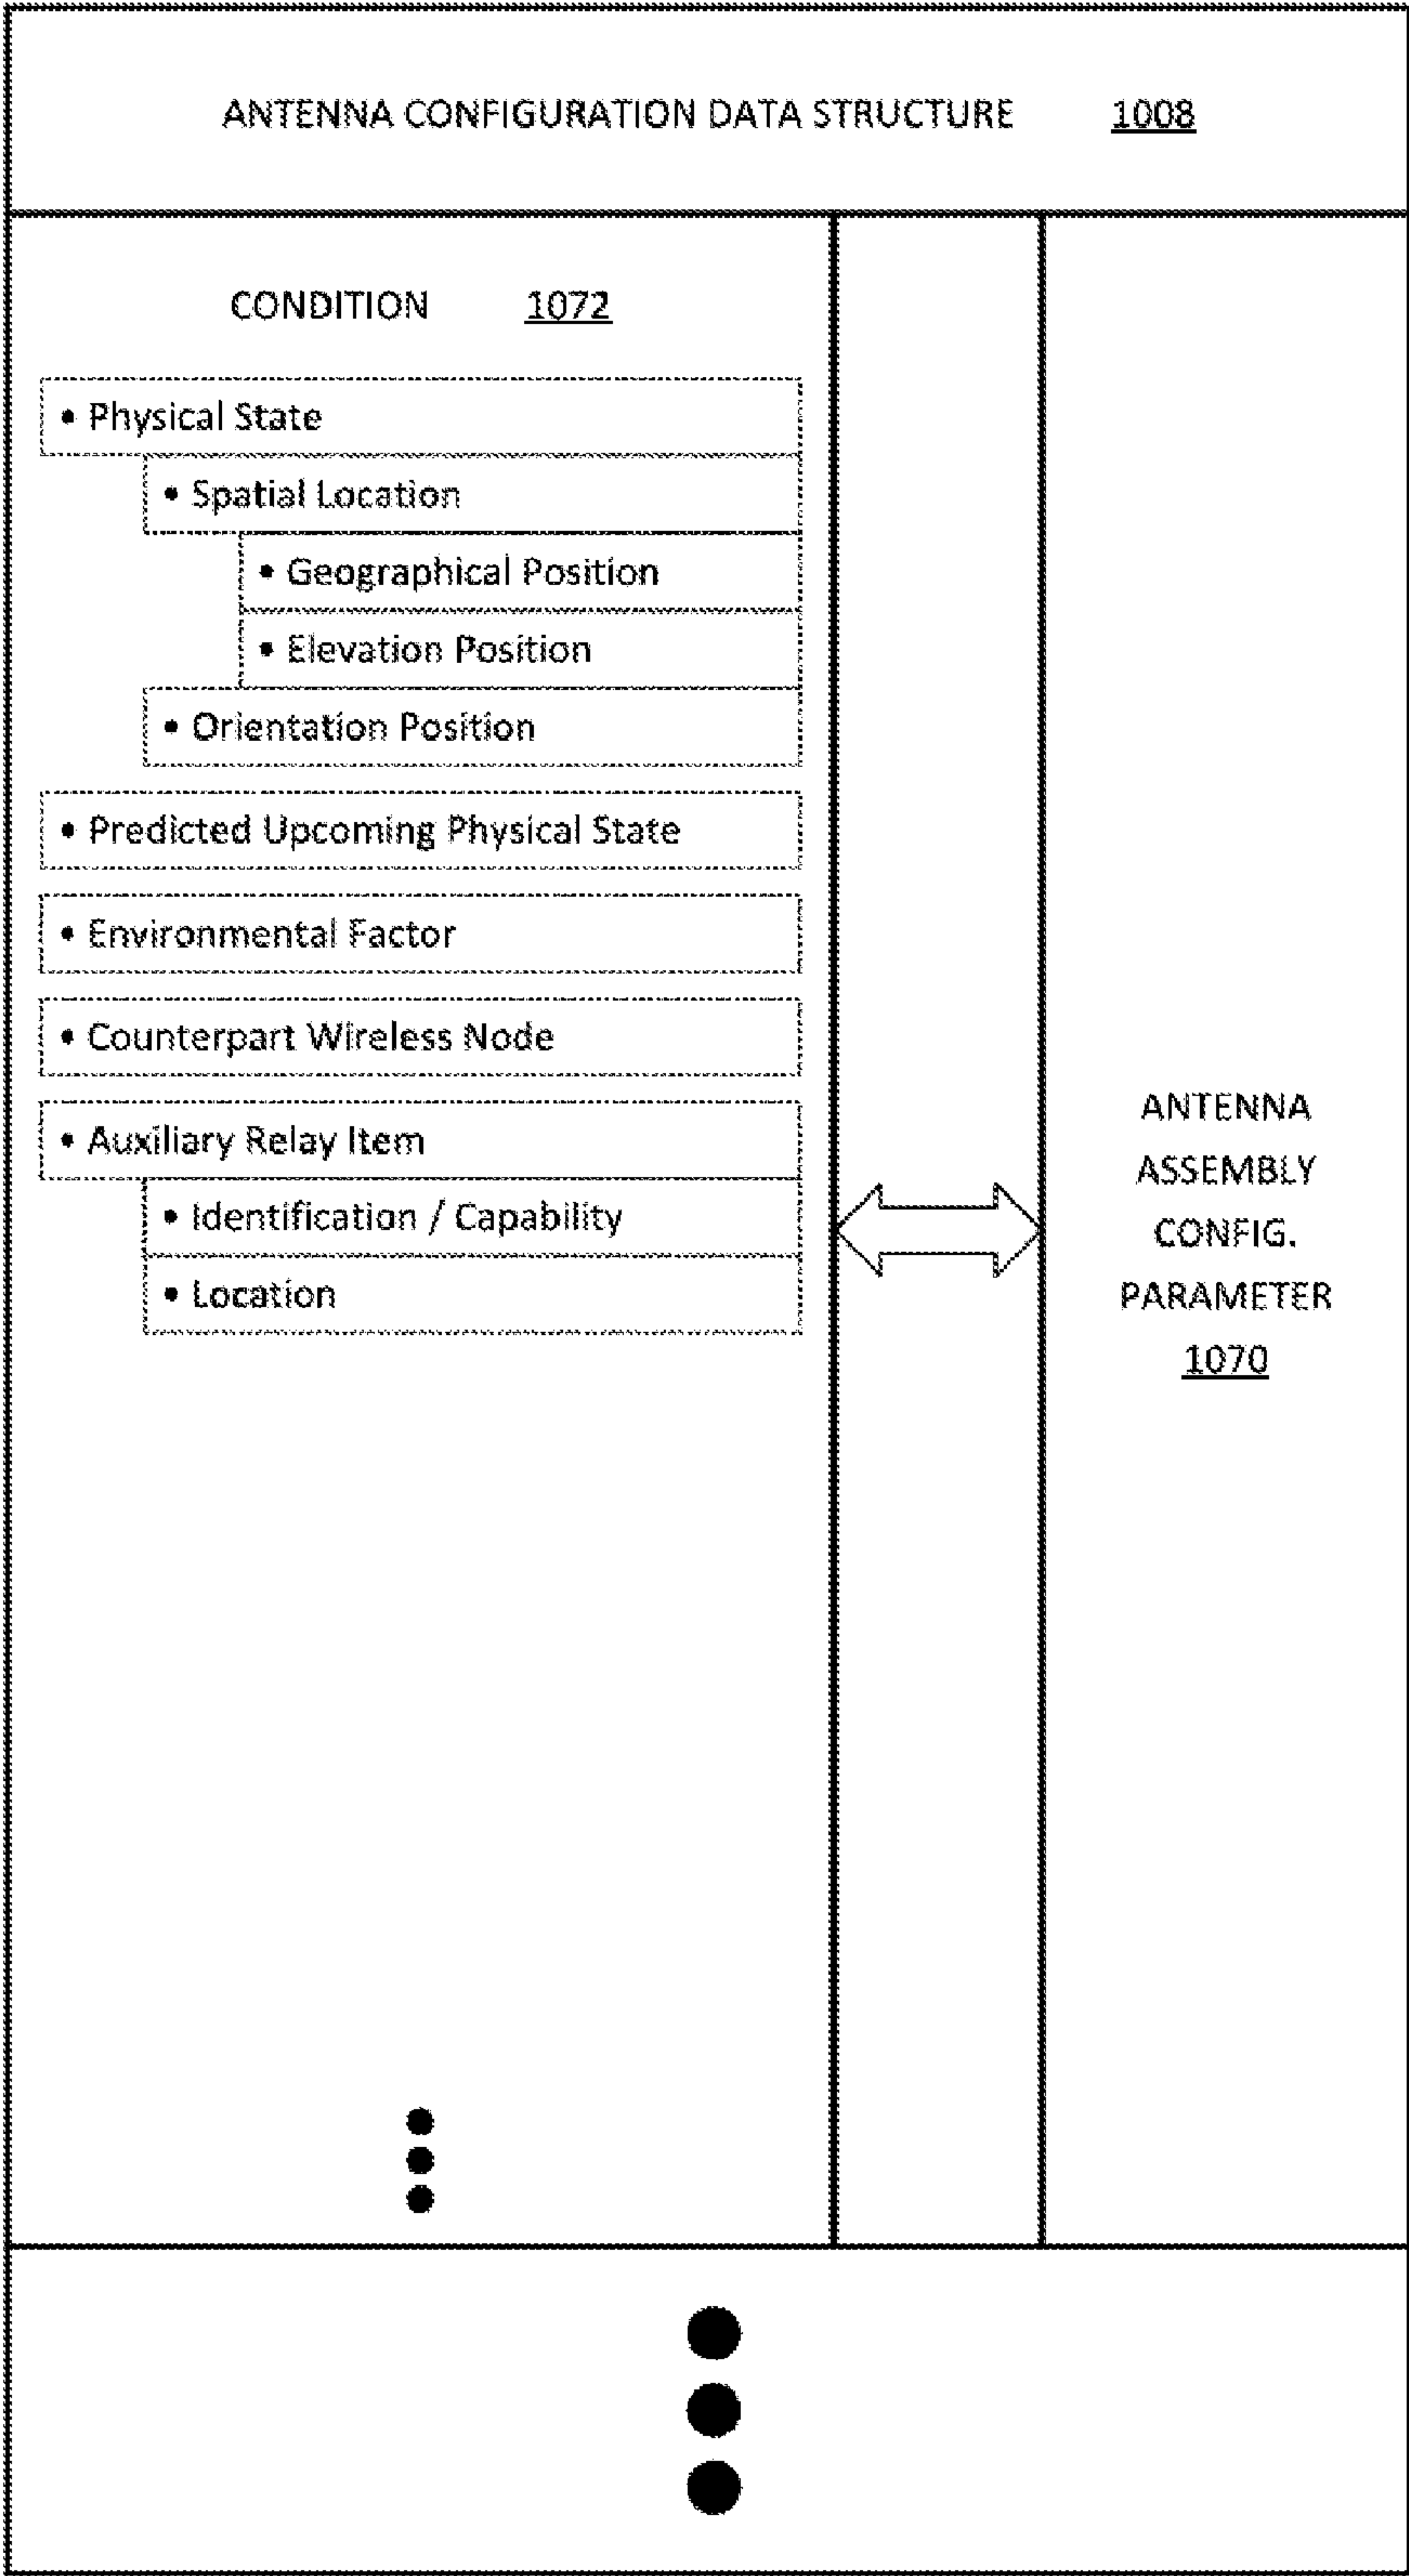 ANTENNA CONFIGURATION DATA STRUCTURE 1008
CONDITION 1072
• Physical State
• Spatial Location
• Geographical Position
• Elevation Position
• Orientation Position
• Predicted Upcoming Physical State
• Environmental Factor
• Counterpart Wireless Node
• Auxiliary Relay Item
• Identification / Capability
• Location
ANTENNA
ASSEMBLY
CONFIG.
PARAMETER
1070